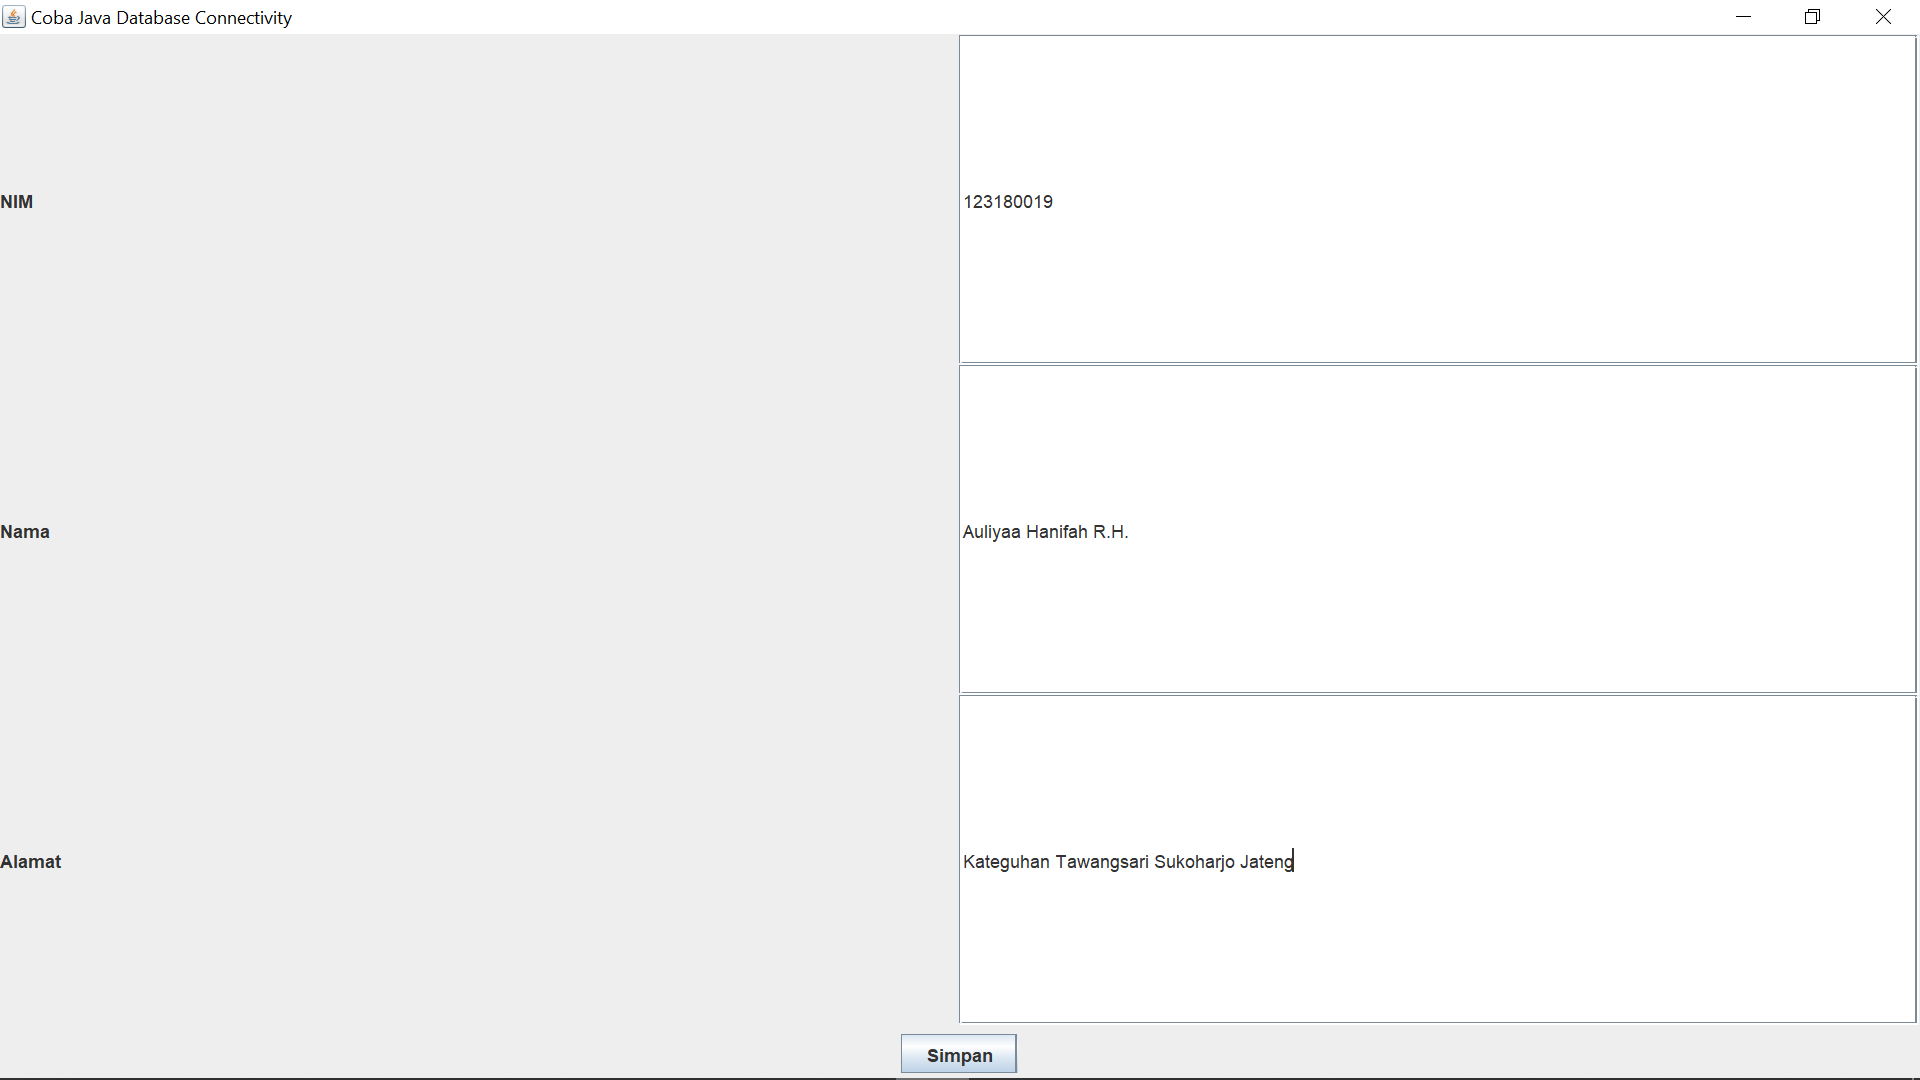 Coba Java Database Connectivity
NIM
123180019
Nama
Auliyaa Hanifah R.H.
Alamat
Kateguhan Tawangsari Sukoharjo Jateng
Simpan